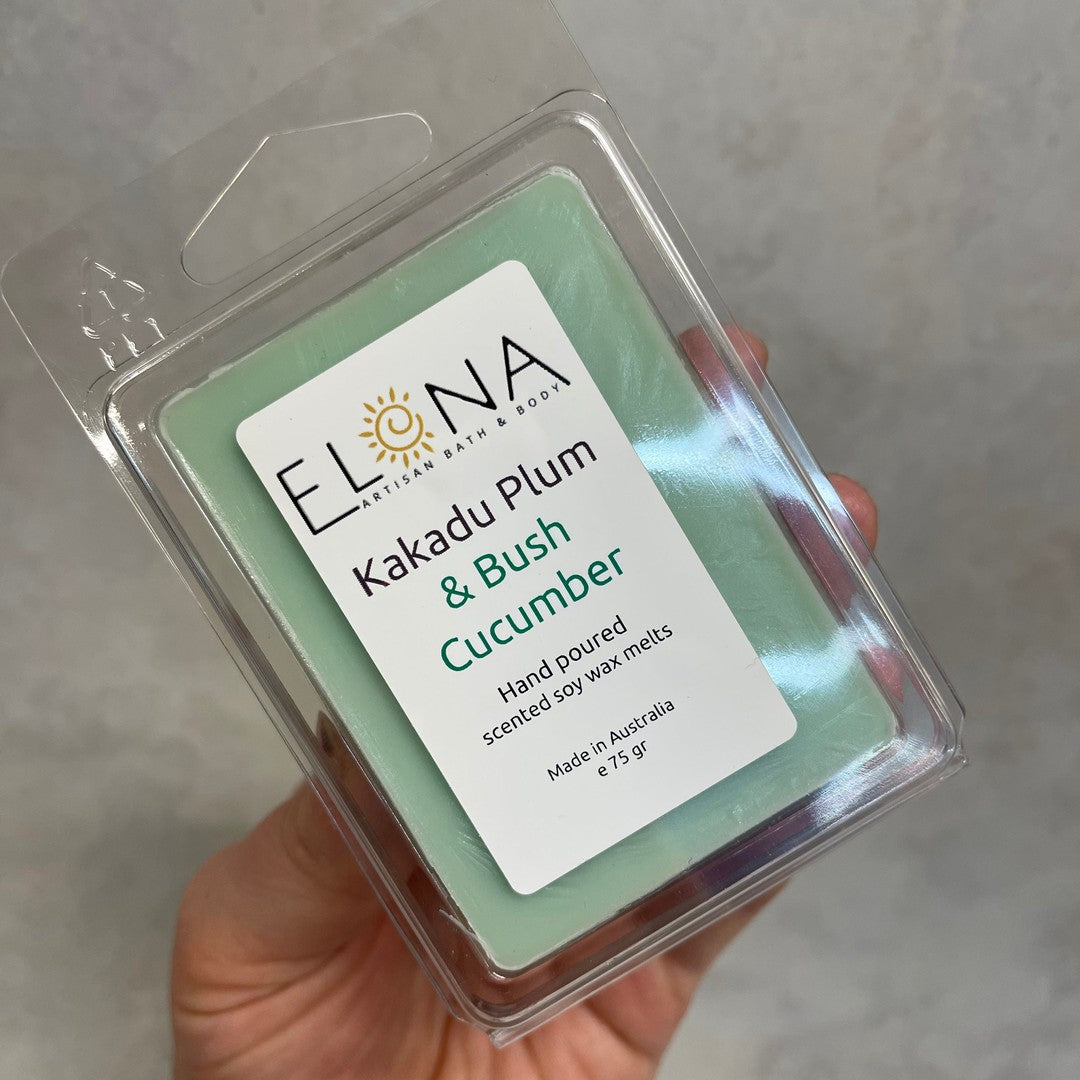 ELONA
ARTISAN BATH & BODY
Kakadu Plum
& Bush
Cucumber
Hand poured
scented soy wax melts
Made in Australia
e 75 gr